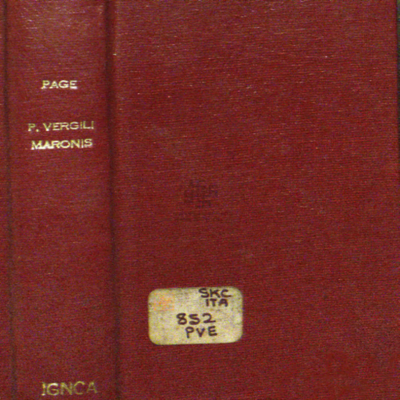 PAGE
P. VERGILI
MARONIS
IGNCA
SKC
ITA
852
PVE